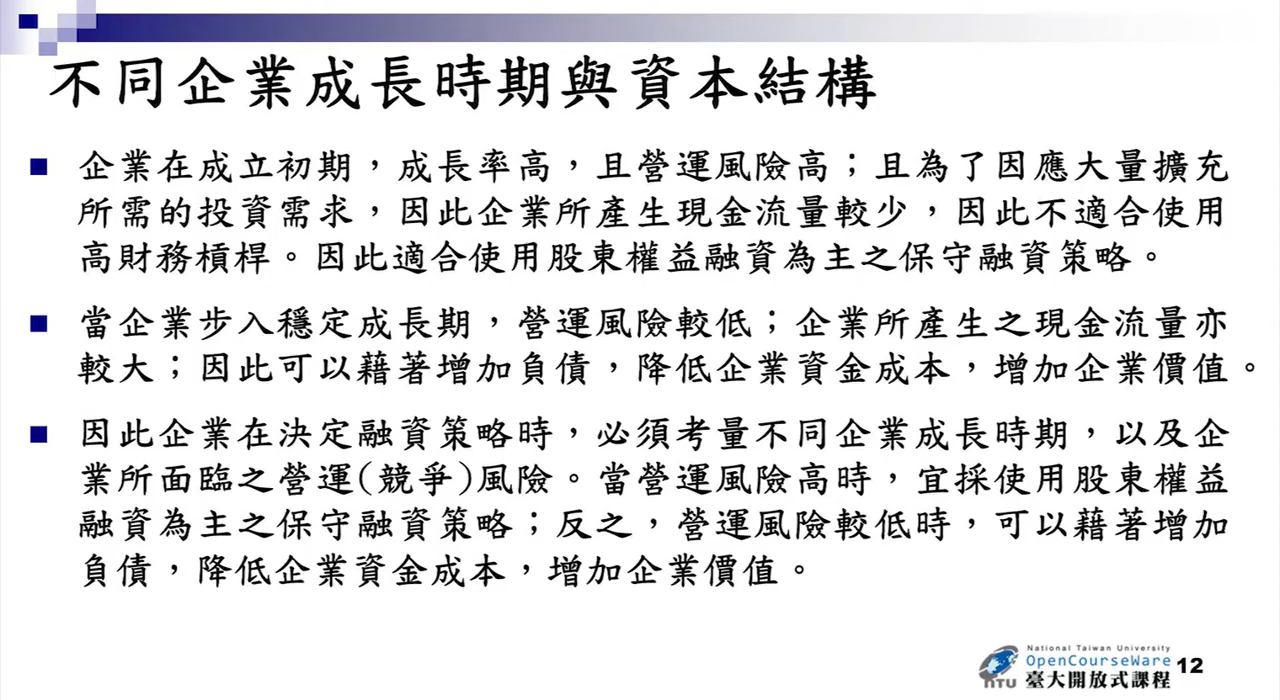 不同企業成長時期與資本結構
企業在成立初期，成長率高，且營運風險高；且為了因應大量擴充
所需的投資需求，因此企業所產生現金流量較少，因此不適合使用
高財務槓桿。因此適合使用股東權益融資為主之保守融資策略。
當企業步入穩定成長期，營運風險較低；企業所產生之現金流量亦
較大；因此可以藉著增加負債，降低企業資金成本，增加企業價值。
因此企業在決定融資策略時，必須考量不同企業成長時期，以及企
業所面臨之營運(競爭)風險。當營運風險高時，宜採使用股東權益
融資為主之保守融資策略；反之，營運風險較低時，可以藉著增加
負債，降低企業資金成本，增加企業價值。
National Taiwan University
OpenCourseWare
NTU 臺大開放式課程
12